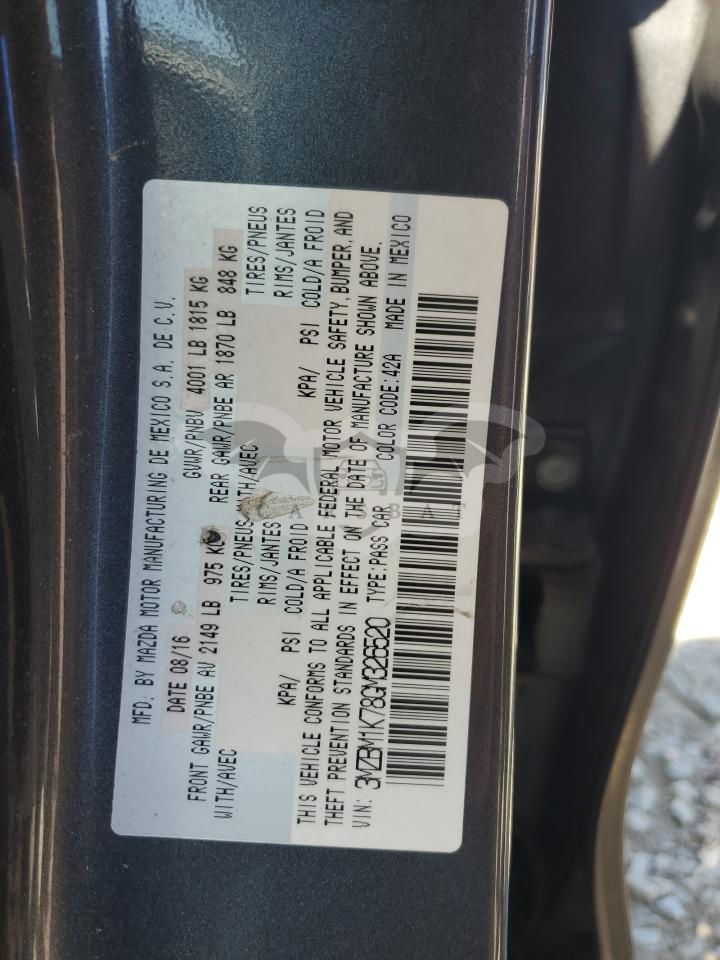 MFD. BY MAZDA MOTOR MANUFACTURING DE MEXICO S.A. DE C.V.
DATE 08/16 GVWR/PNBV 4001 LB 1815 KG
FRONT GAWR/PNBE AV 2149 LB 975 KG REAR GAWR/PNBE AR 1870 LB 848 KG
WITH/AVEC TIRES/PNEUS WITH/AVEC TIRES/PNEUS
RIMS/JANTES RIMS/JANTES
KPA/ PSI COLD/A FROID KPA/ PSI COLD/A FROID
THIS VEHICLE CONFORMS TO ALL APPLICABLE FEDERAL MOTOR VEHICLE SAFETY, BUMPER, AND
THEFT PREVENTION STANDARDS IN EFFECT ON THE DATE OF MANUFACTURE SHOWN ABOVE.
VIN: 3MZBM1K78GM326520 TYPE:PASS CAR COLOR CODE:42A MADE IN MEXICO